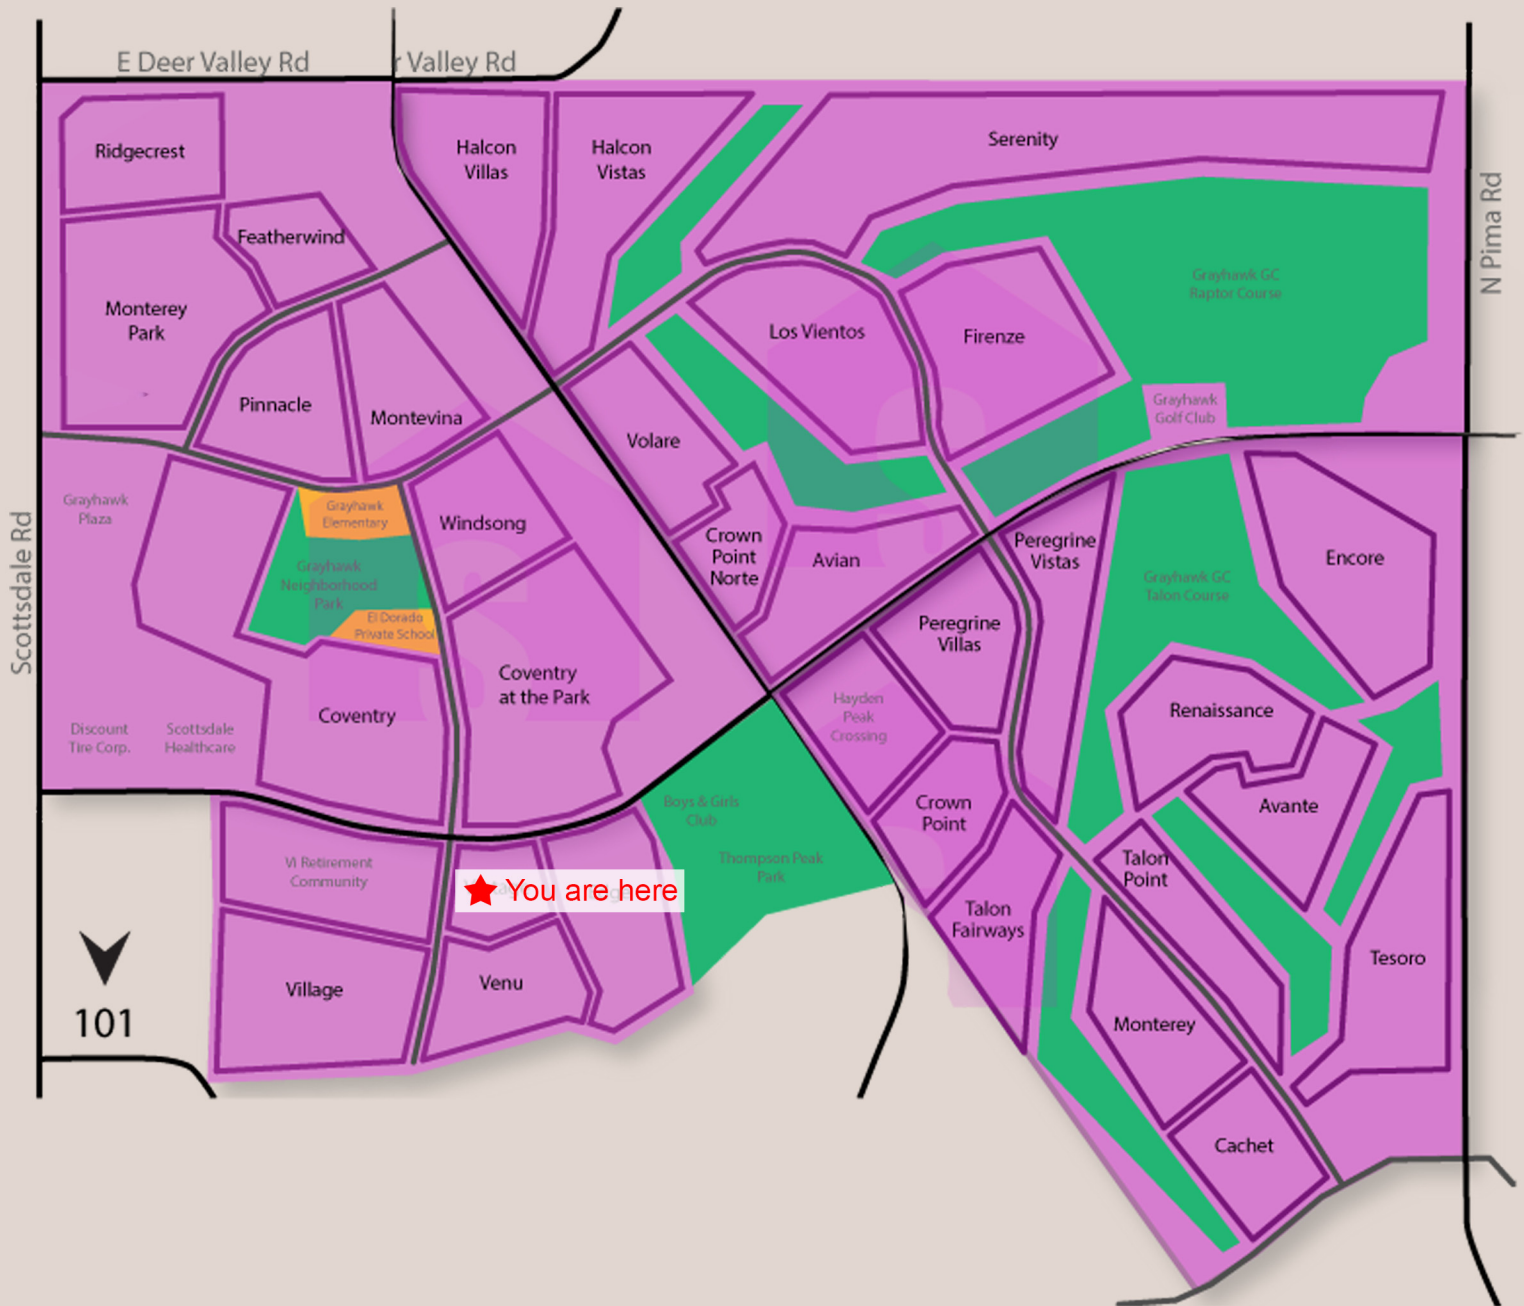 E Deer Valley Rd
r Valley Rd
Ridgecrest
Halcon
Villas
Halcon
Vistas
Serenity
N Pima Rd
Featherwind
Monterey
Park
Grayhawk GC
Raptor Course
Los Vientos
Firenze
Pinnacle
Montevina
Volare
Grayhawk
Golf Club
Scottsdale Rd
Grayhawk
Plaza
Grayhawk
Elementary
Windsong
Crown
Point
Norte
Avian
Peregrine
Vistas
Encore
Grayhawk
Neighborhood
Park
El Dorado
Private School
Grayhawk GC
Talon Course
Peregrine
Villas
Coventry
at the Park
Coventry
Hayden
Peak
Crossing
Renaissance
Discount
Tire Corp.
Scottsdale
Healthcare
Boys & Girls
Club
Crown
Point
Avante
Vi Retirement
Community
You are here
Thompson Peak
Park
Talon
Point
Talon
Fairways
Tesoro
Village
Venu
101
Monterey
Cachet